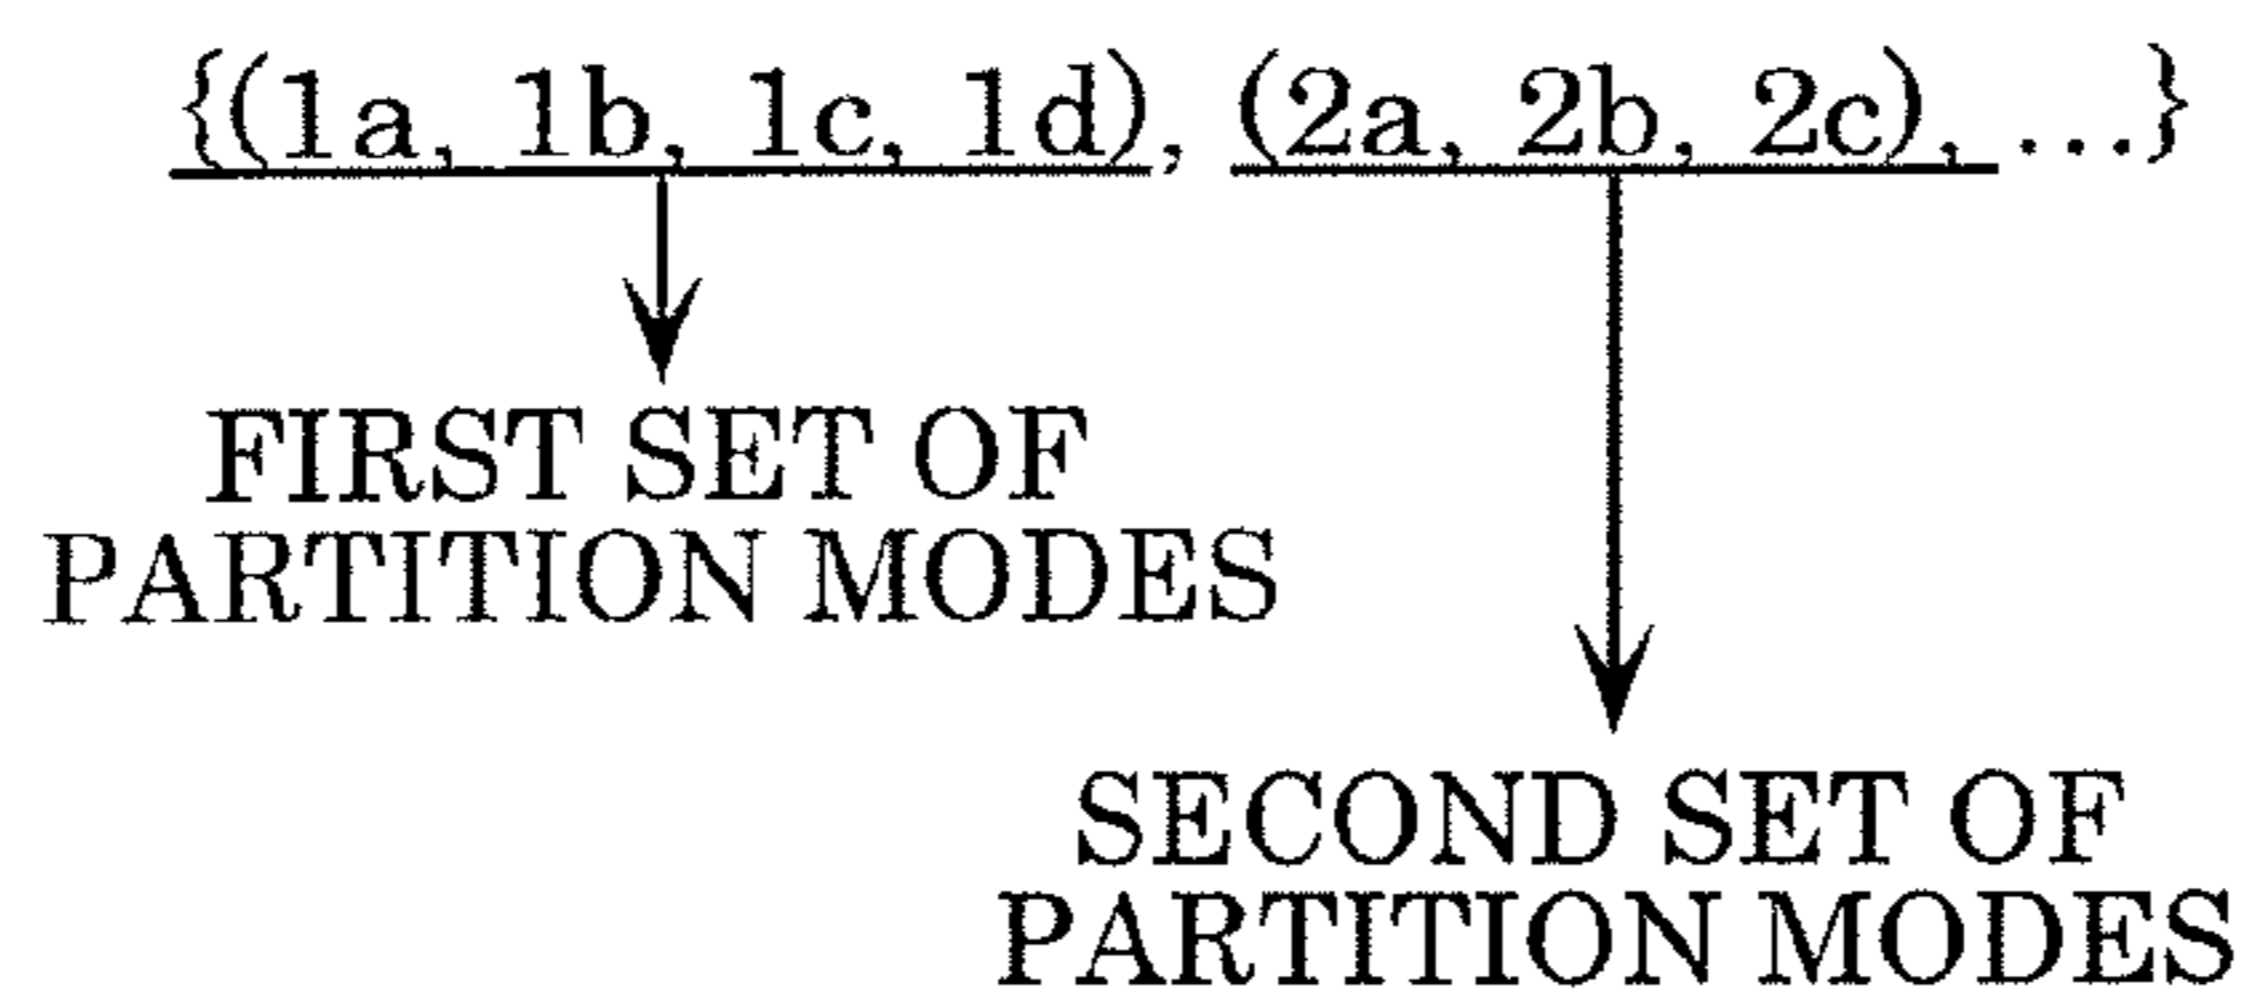 {(1a, 1b, 1c, 1d), (2a, 2b, 2c), ...}
FIRST SET OF
PARTITION MODES
SECOND SET OF
PARTITION MODES